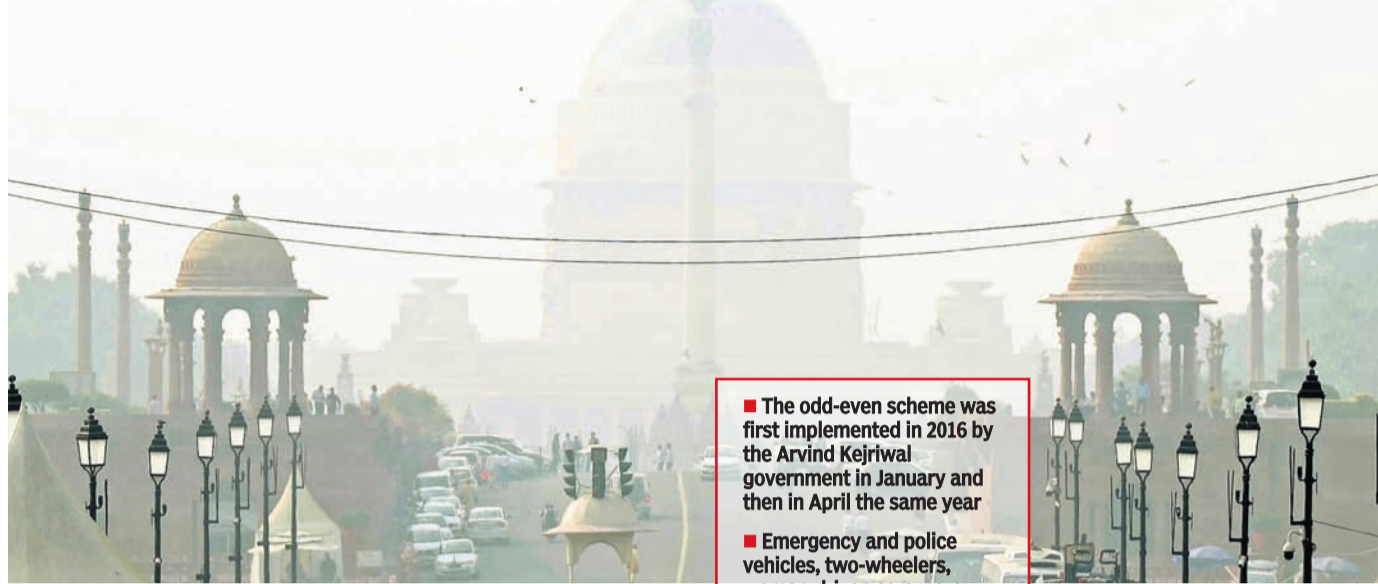 ■ The odd-even scheme was
first implemented in 2016 by
the Arvind Kejriwal
government in January and
then in April the same year
■ Emergency and police
vehicles, two-wheelers,